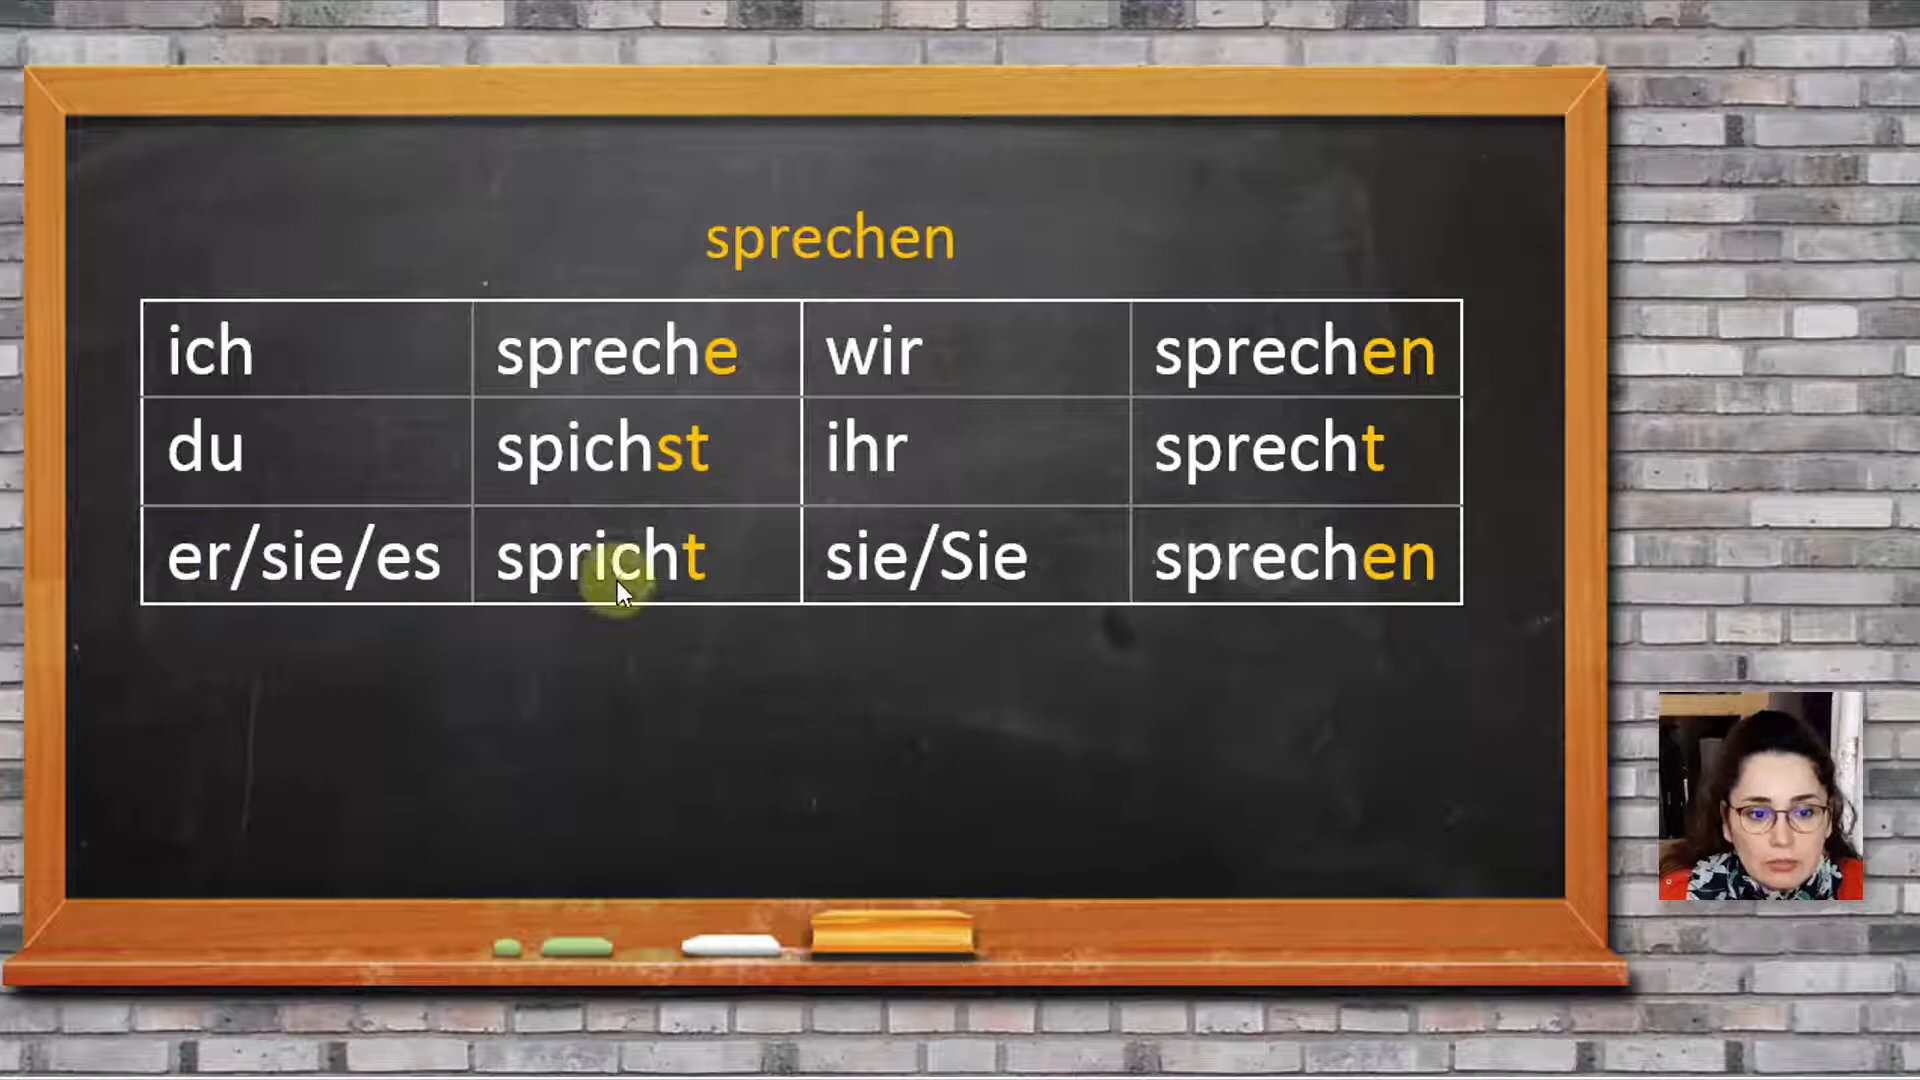 sprechen
ich spreche wir sprechen
du spichst ihr sprecht
er/sie/es spricht sie/Sie sprechen